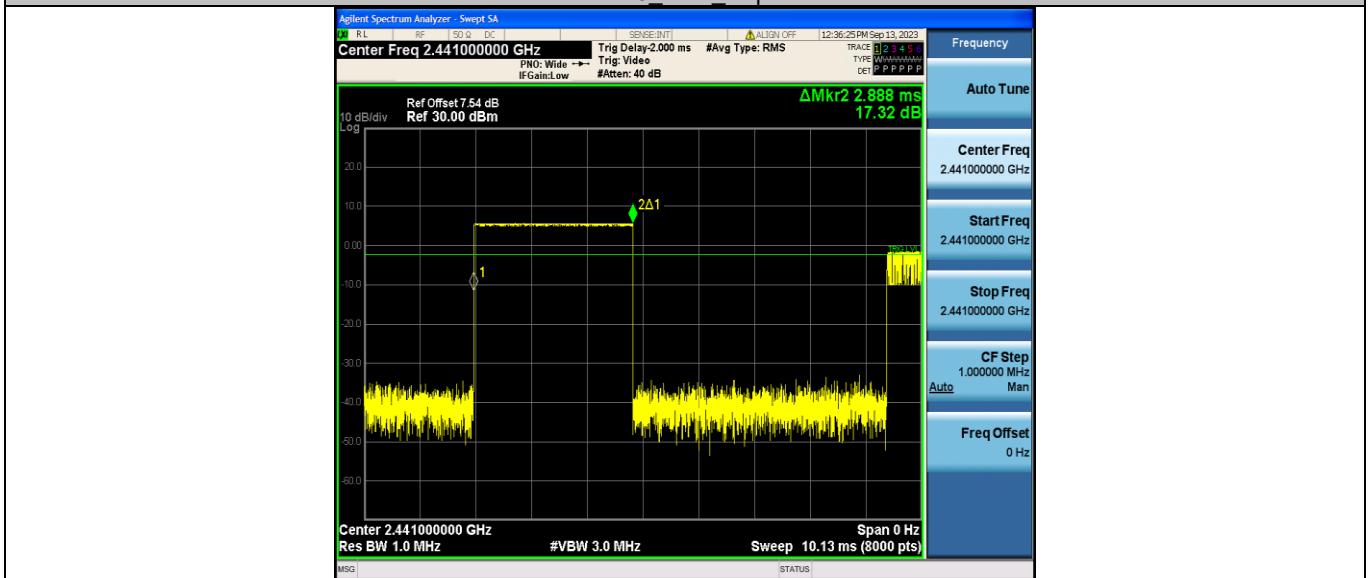 Agilent Spectrum Analyzer - Swept SA
RL RF 50 Ω DC SENSE:INT ALIGN OFF 12:36:25 PM Sep 13, 2023
Center Freq 2.441000000 GHz
PNO: Wide
IFGain:Low
Trig Delay-2.000 ms
Trig: Video
#Atten: 40 dB
#Avg Type: RMS
TRACE 1 2 3 4 5 6
TYPE W
DET P P P P P P
ΔMkr2 2.888 ms
17.32 dB
Ref Offset 7.54 dB
10 dB/div Ref 30.00 dBm
Log
20.0
10.0
0.00
-10.0
-20.0
-30.0
-40.0
-50.0
-60.0
2Δ1
1
TRIG LVL
Center 2.441000000 GHz
Span 0 Hz
Res BW 1.0 MHz
#VBW 3.0 MHz
Sweep 10.13 ms (8000 pts)
MSG
STATUS
Frequency
Auto Tune
Center Freq
2.441000000 GHz
Start Freq
2.441000000 GHz
Stop Freq
2.441000000 GHz
CF Step
1.000000 MHz
Auto Man
Freq Offset
0 Hz